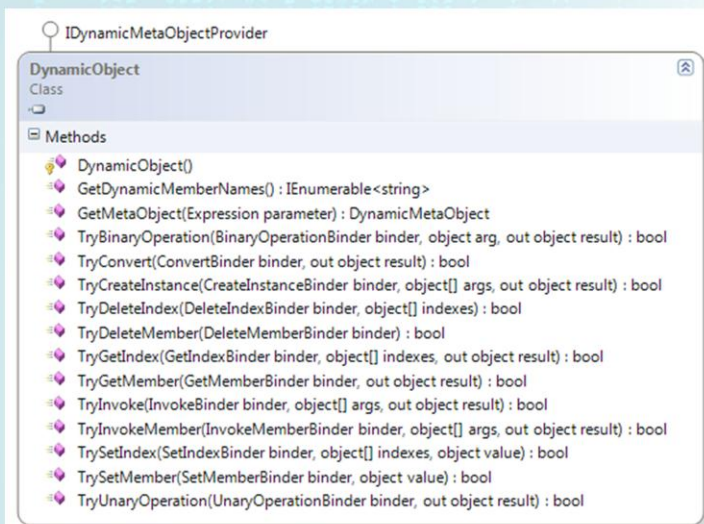 IDynamicMetaObjectProvider
DynamicObject
Class
Methods
DynamicObject()
GetDynamicMemberNames() : IEnumerable<string>
GetMetaObject(Expression parameter) : DynamicMetaObject
TryBinaryOperation(BinaryOperationBinder binder, object arg, out object result) : bool
TryConvert(ConvertBinder binder, out object result) : bool
TryCreateInstance(CreateInstanceBinder binder, object[] args, out object result) : bool
TryDeleteIndex(DeleteIndexBinder binder, object[] indexes) : bool
TryDeleteMember(DeleteMemberBinder binder) : bool
TryGetIndex(GetIndexBinder binder, object[] indexes, out object result) : bool
TryGetMember(GetMemberBinder binder, out object result) : bool
TryInvoke(InvokeBinder binder, object[] args, out object result) : bool
TryInvokeMember(InvokeMemberBinder binder, object[] args, out object result) : bool
TrySetIndex(SetIndexBinder binder, object[] indexes, object value) : bool
TrySetMember(SetMemberBinder binder, object value) : bool
TryUnaryOperation(UnaryOperationBinder binder, out object result) : bool